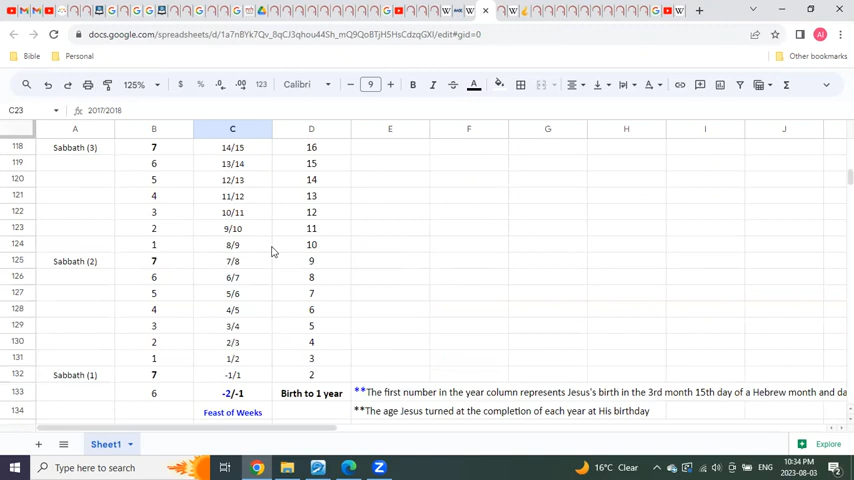 docs.google.com/spreadsheets/d/1a7nBYk7Qv_8qCJ3qhou44Sh_mQ9QoBTjH5HsCdzqGXI/edit#gid=0
Bible Personal Other bookmarks
125% $ % .0 .00 123 Calibri 9 B I A
C23 2017/2018
A B C D E F G H I J
118 Sabbath (3) 7 14/15 16
119 6 13/14 15
120 5 12/13 14
121 4 11/12 13
122 3 10/11 12
123 2 9/10 11
124 1 8/9 10
125 Sabbath (2) 7 7/8 9
126 6 6/7 8
127 5 5/6 7
128 4 4/5 6
129 3 3/4 5
130 2 2/3 4
131 1 1/2 3
132 Sabbath (1) 7 -1/1 2
133 6 -2/-1 Birth to 1 year **The first number in the year column represents Jesus's birth in the 3rd month 15th day of a Hebrew month and da
134 Feast of Weeks **The age Jesus turned at the completion of each year at His birthday
Sheet1 Explore
Type here to search 16°C Clear ENG 10:34 PM 2023-08-03